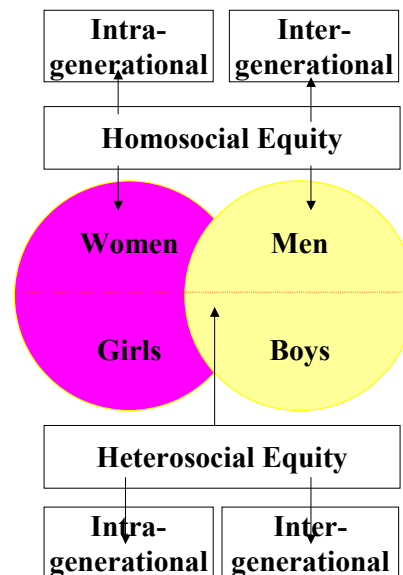 Intra-
generational
Inter-
generational
Homosocial Equity
Women
Men
Girls
Boys
Heterosocial Equity
Intra-
generational
Inter-
generational